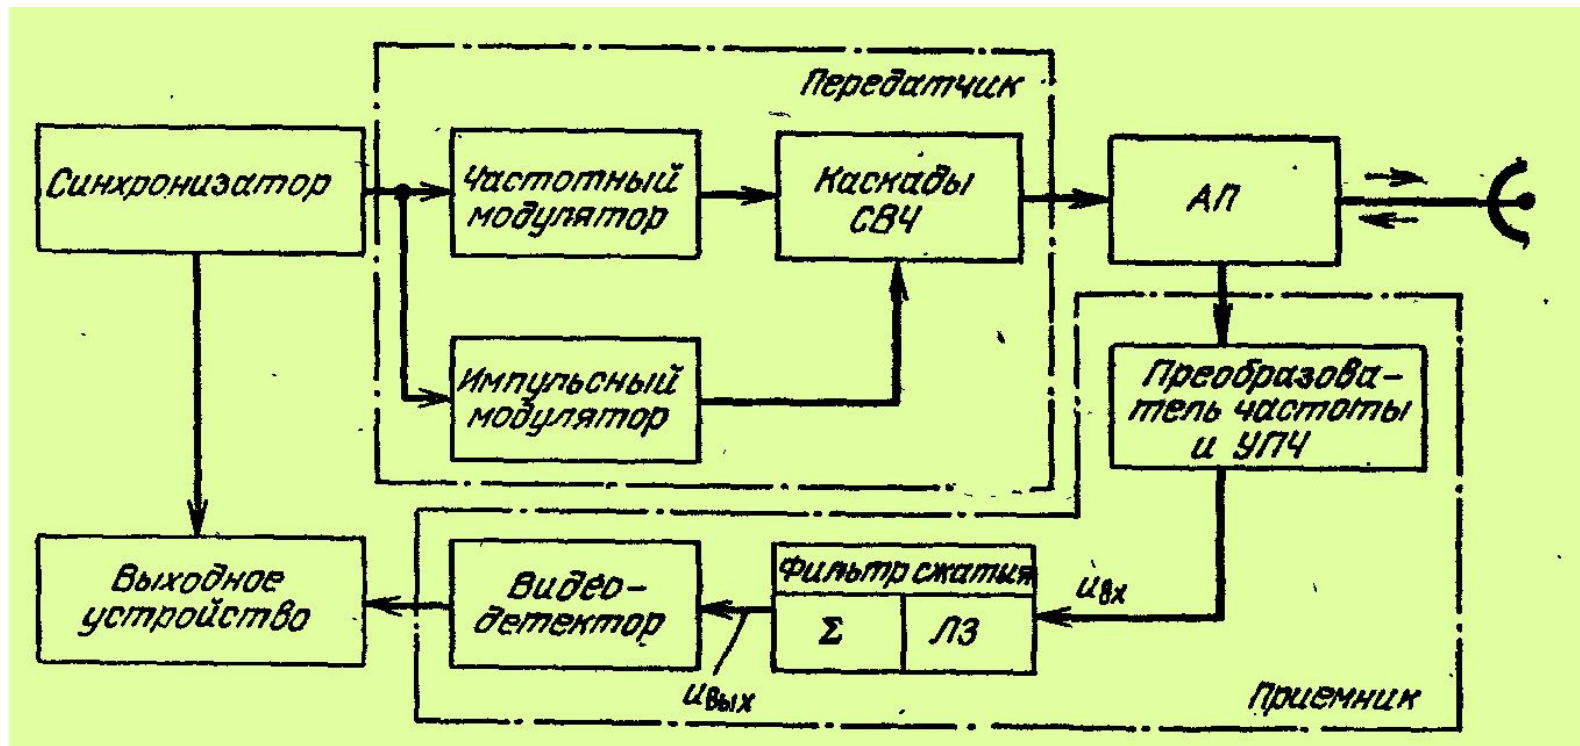 Передатчик
Синхронизатор
Частотный
модулятор
Каскады
СВЧ
АП
Импульсный
модулятор
Преобразова-
тель частоты
и УПЧ
Выходное
устройство
Видео-
детектор
Фильтр сжатия
Σ
ЛЗ
uвх
uвых
Приемник